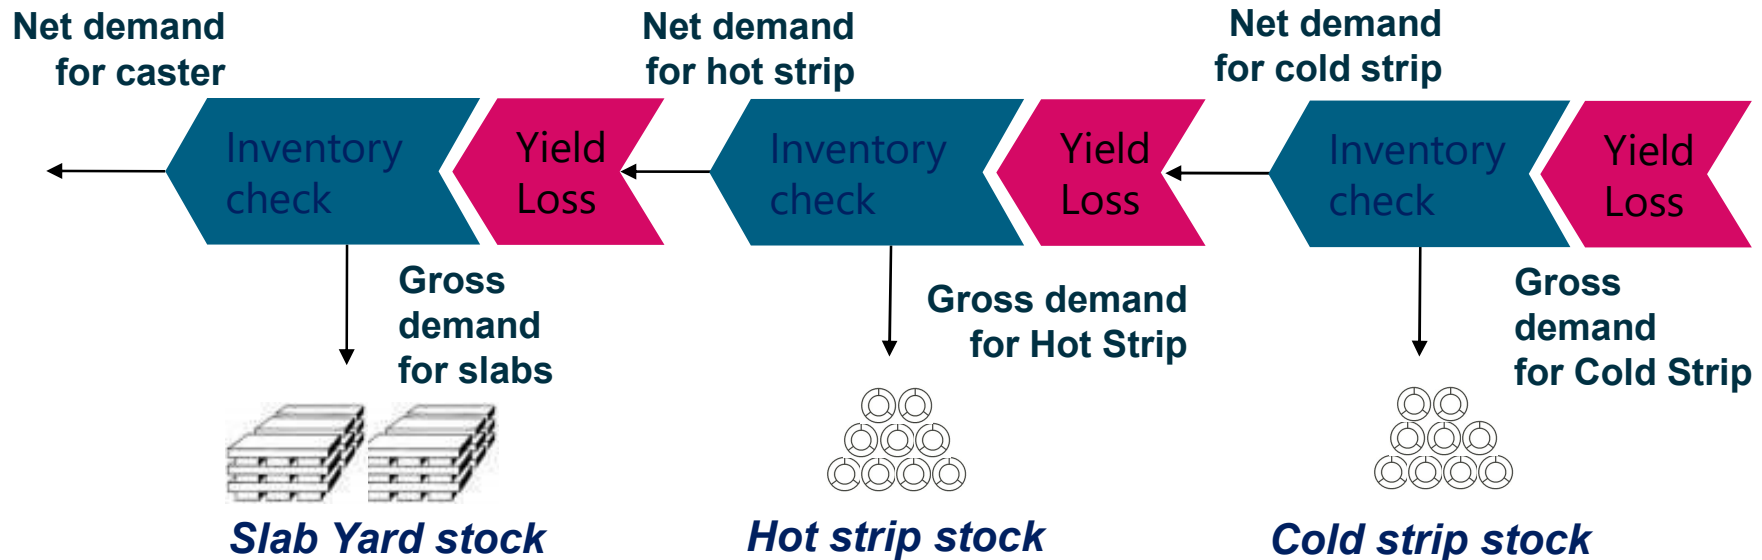 Net demand
for caster
Net demand
for hot strip
Net demand
for cold strip
Inventory
check
Yield
Loss
Inventory
check
Yield
Loss
Inventory
check
Yield
Loss
Gross
demand
for slabs
Gross demand
for Hot Strip
Gross
demand
for Cold Strip
Slab Yard stock
Hot strip stock
Cold strip stock